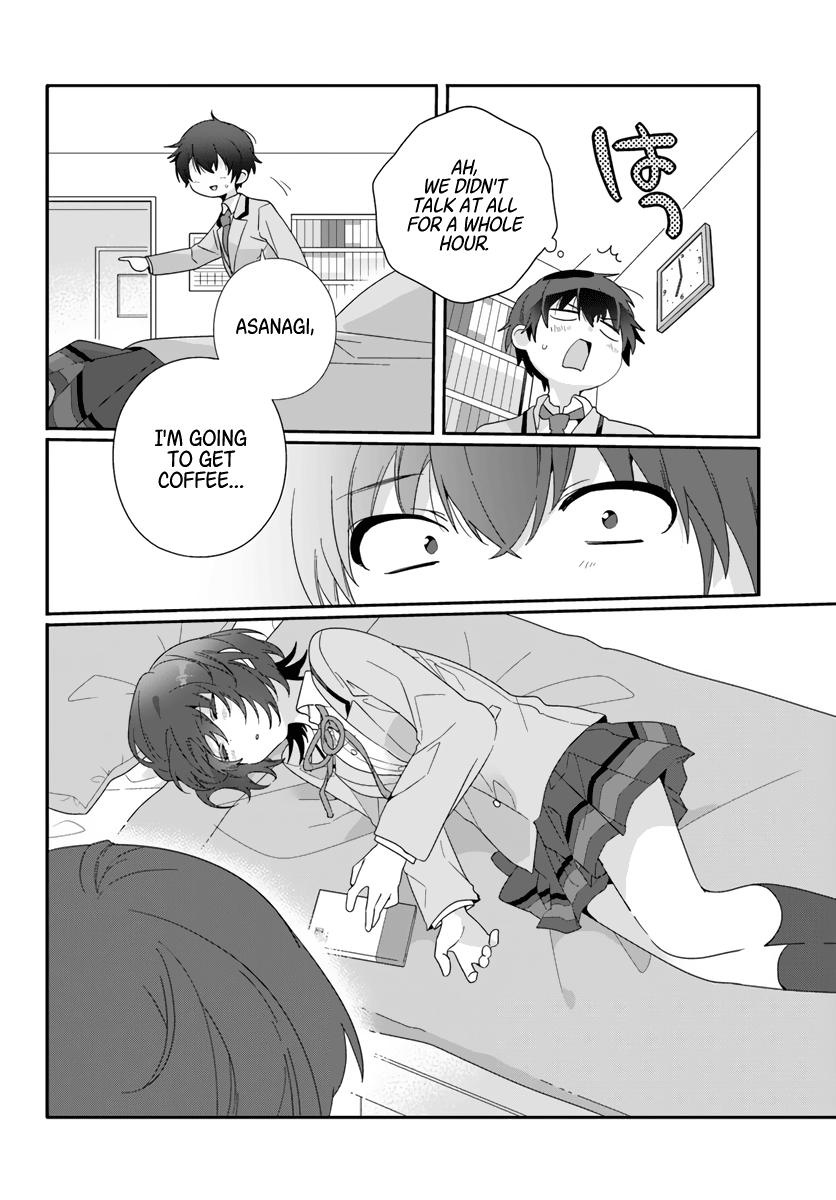 はっ
AH,
WE DIDN'T
TALK AT ALL
FOR A WHOLE
HOUR.
ASANAGI,
I'M GOING
TO GET
COFFEE...